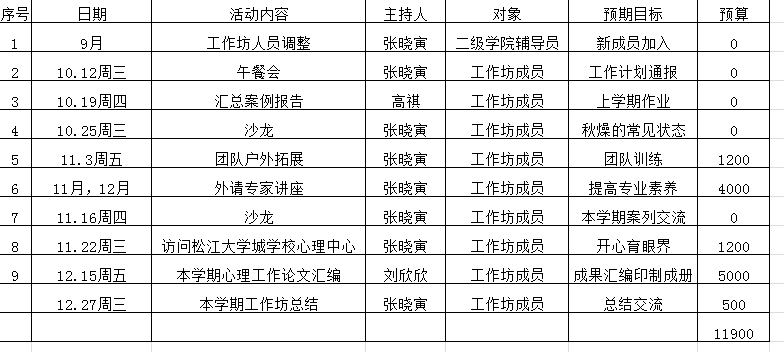 序号 日期 活动内容 主持人 对象 预期目标 预算
1 9月 工作坊人员调整 张晓寅 二级学院辅导员 新成员加入 0
2 10.12周三 午餐会 张晓寅 工作坊成员 工作计划通报 0
3 10.19周四 汇总案例报告 高祺 工作坊成员 上学期作业 0
4 10.25周三 沙龙 张晓寅 工作坊成员 秋燥的常见状态 0
5 11.3周五 团队户外拓展 张晓寅 工作坊成员 团队训练 1200
6 11月，12月 外请专家讲座 张晓寅 工作坊成员 提高专业素养 4000
7 11.16周四 沙龙 张晓寅 工作坊成员 本学期案列交流 0
8 11.22周三 访问松江大学城学校心理中心 张晓寅 工作坊成员 开心育眼界 1200
9 12.15周五 本学期心理工作论文汇编 刘欣欣 工作坊成员 成果汇编印制成册 5000
12.27周三 本学期工作坊总结 张晓寅 工作坊成员 总结交流 500
11900